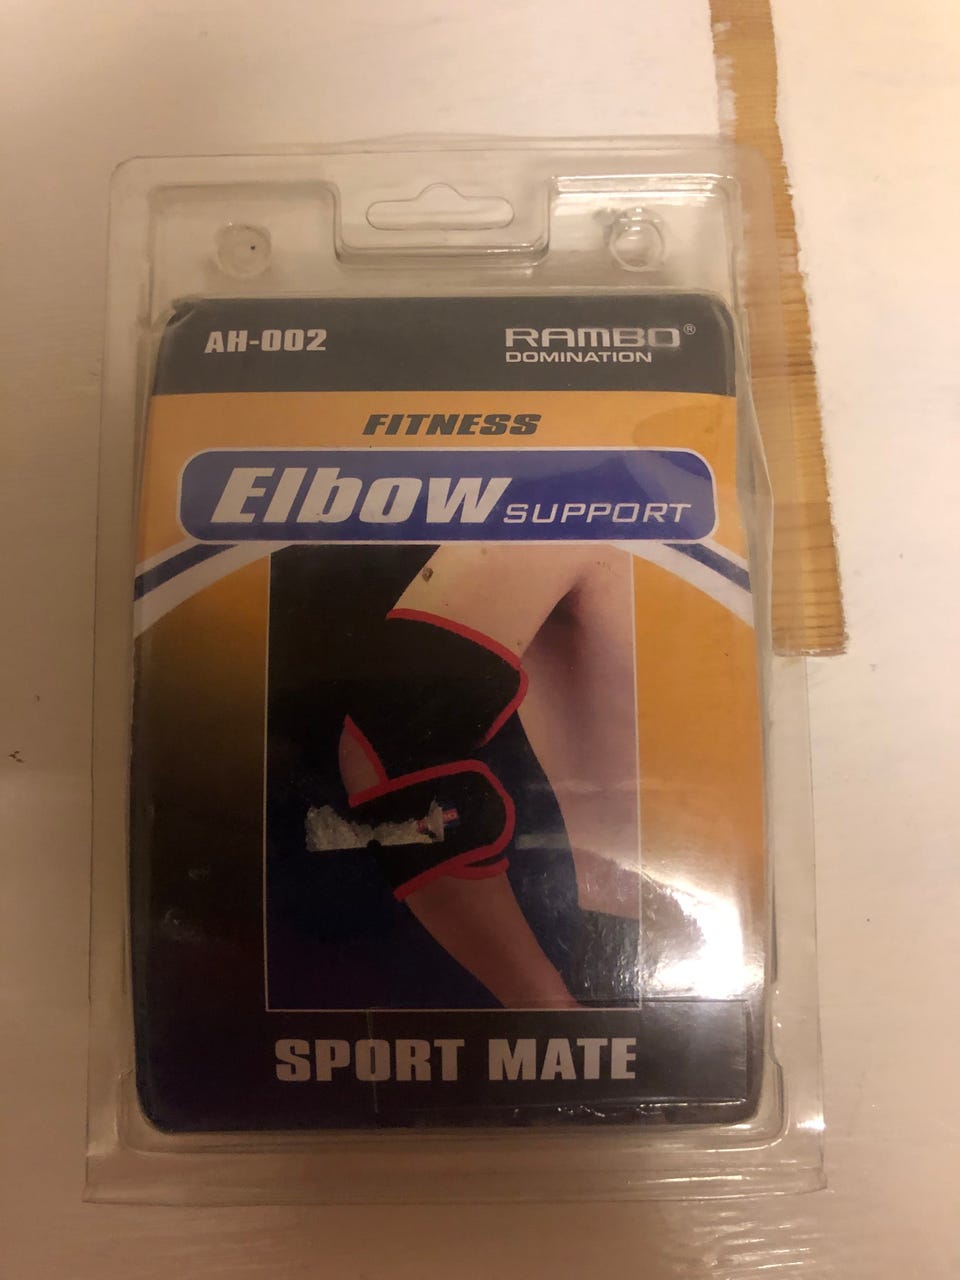 AH-002
RAMBO®
DOMINATION
FITNESS
Elbow SUPPORT
SPORT MATE